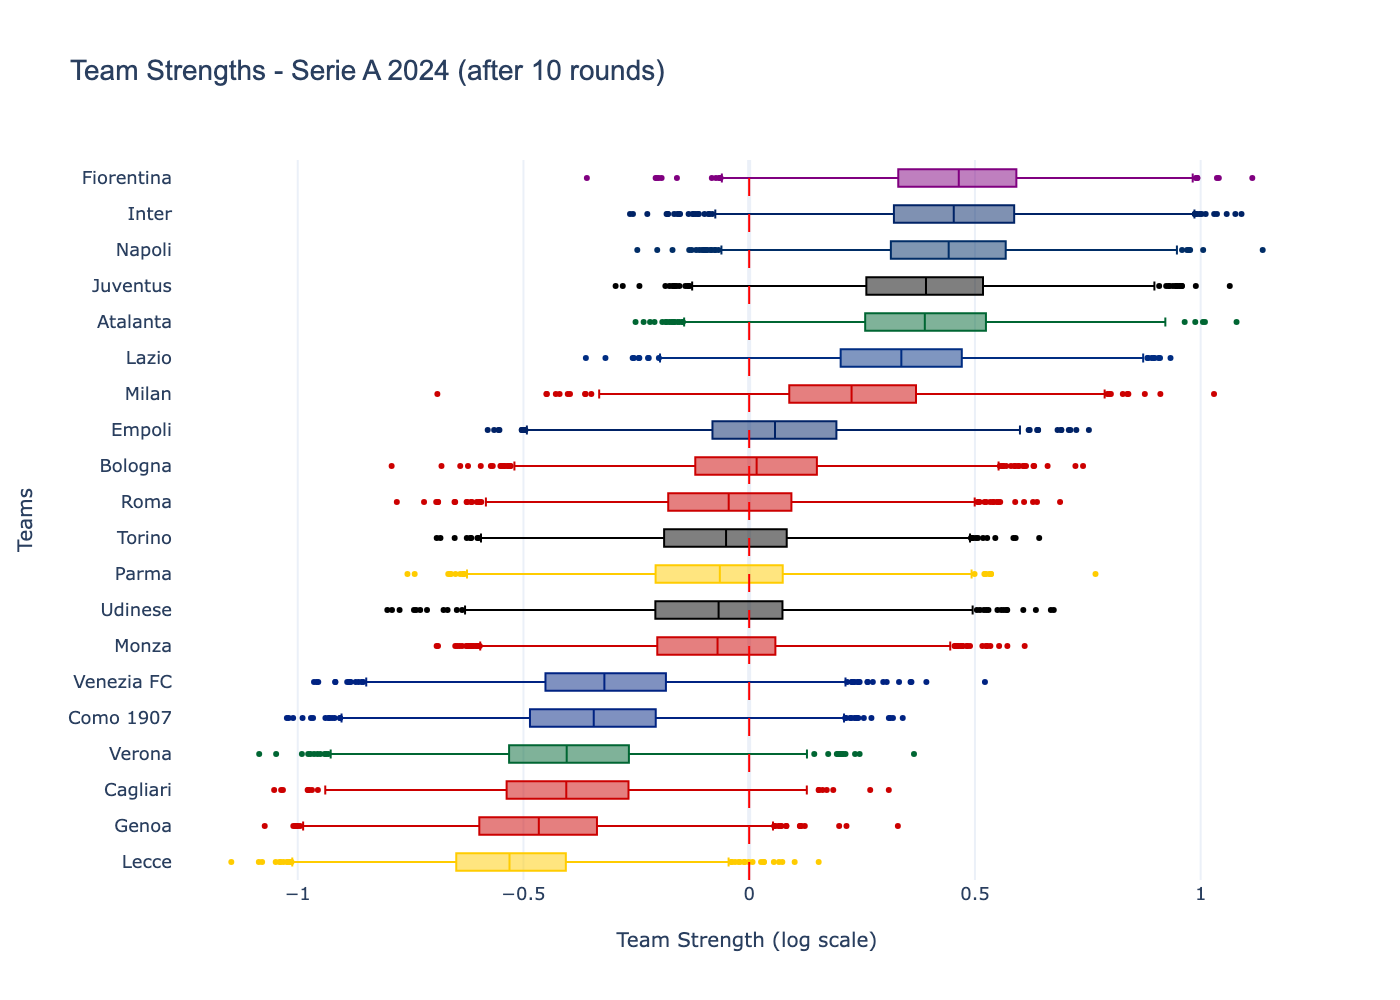 Team Strengths - Serie A 2024 (after 10 rounds)
Teams
Fiorentina
Inter
Napoli
Juventus
Atalanta
Lazio
Milan
Empoli
Bologna
Roma
Torino
Parma
Udinese
Monza
Venezia FC
Como 1907
Verona
Cagliari
Genoa
Lecce
−1 −0.5 0 0.5 1
Team Strength (log scale)